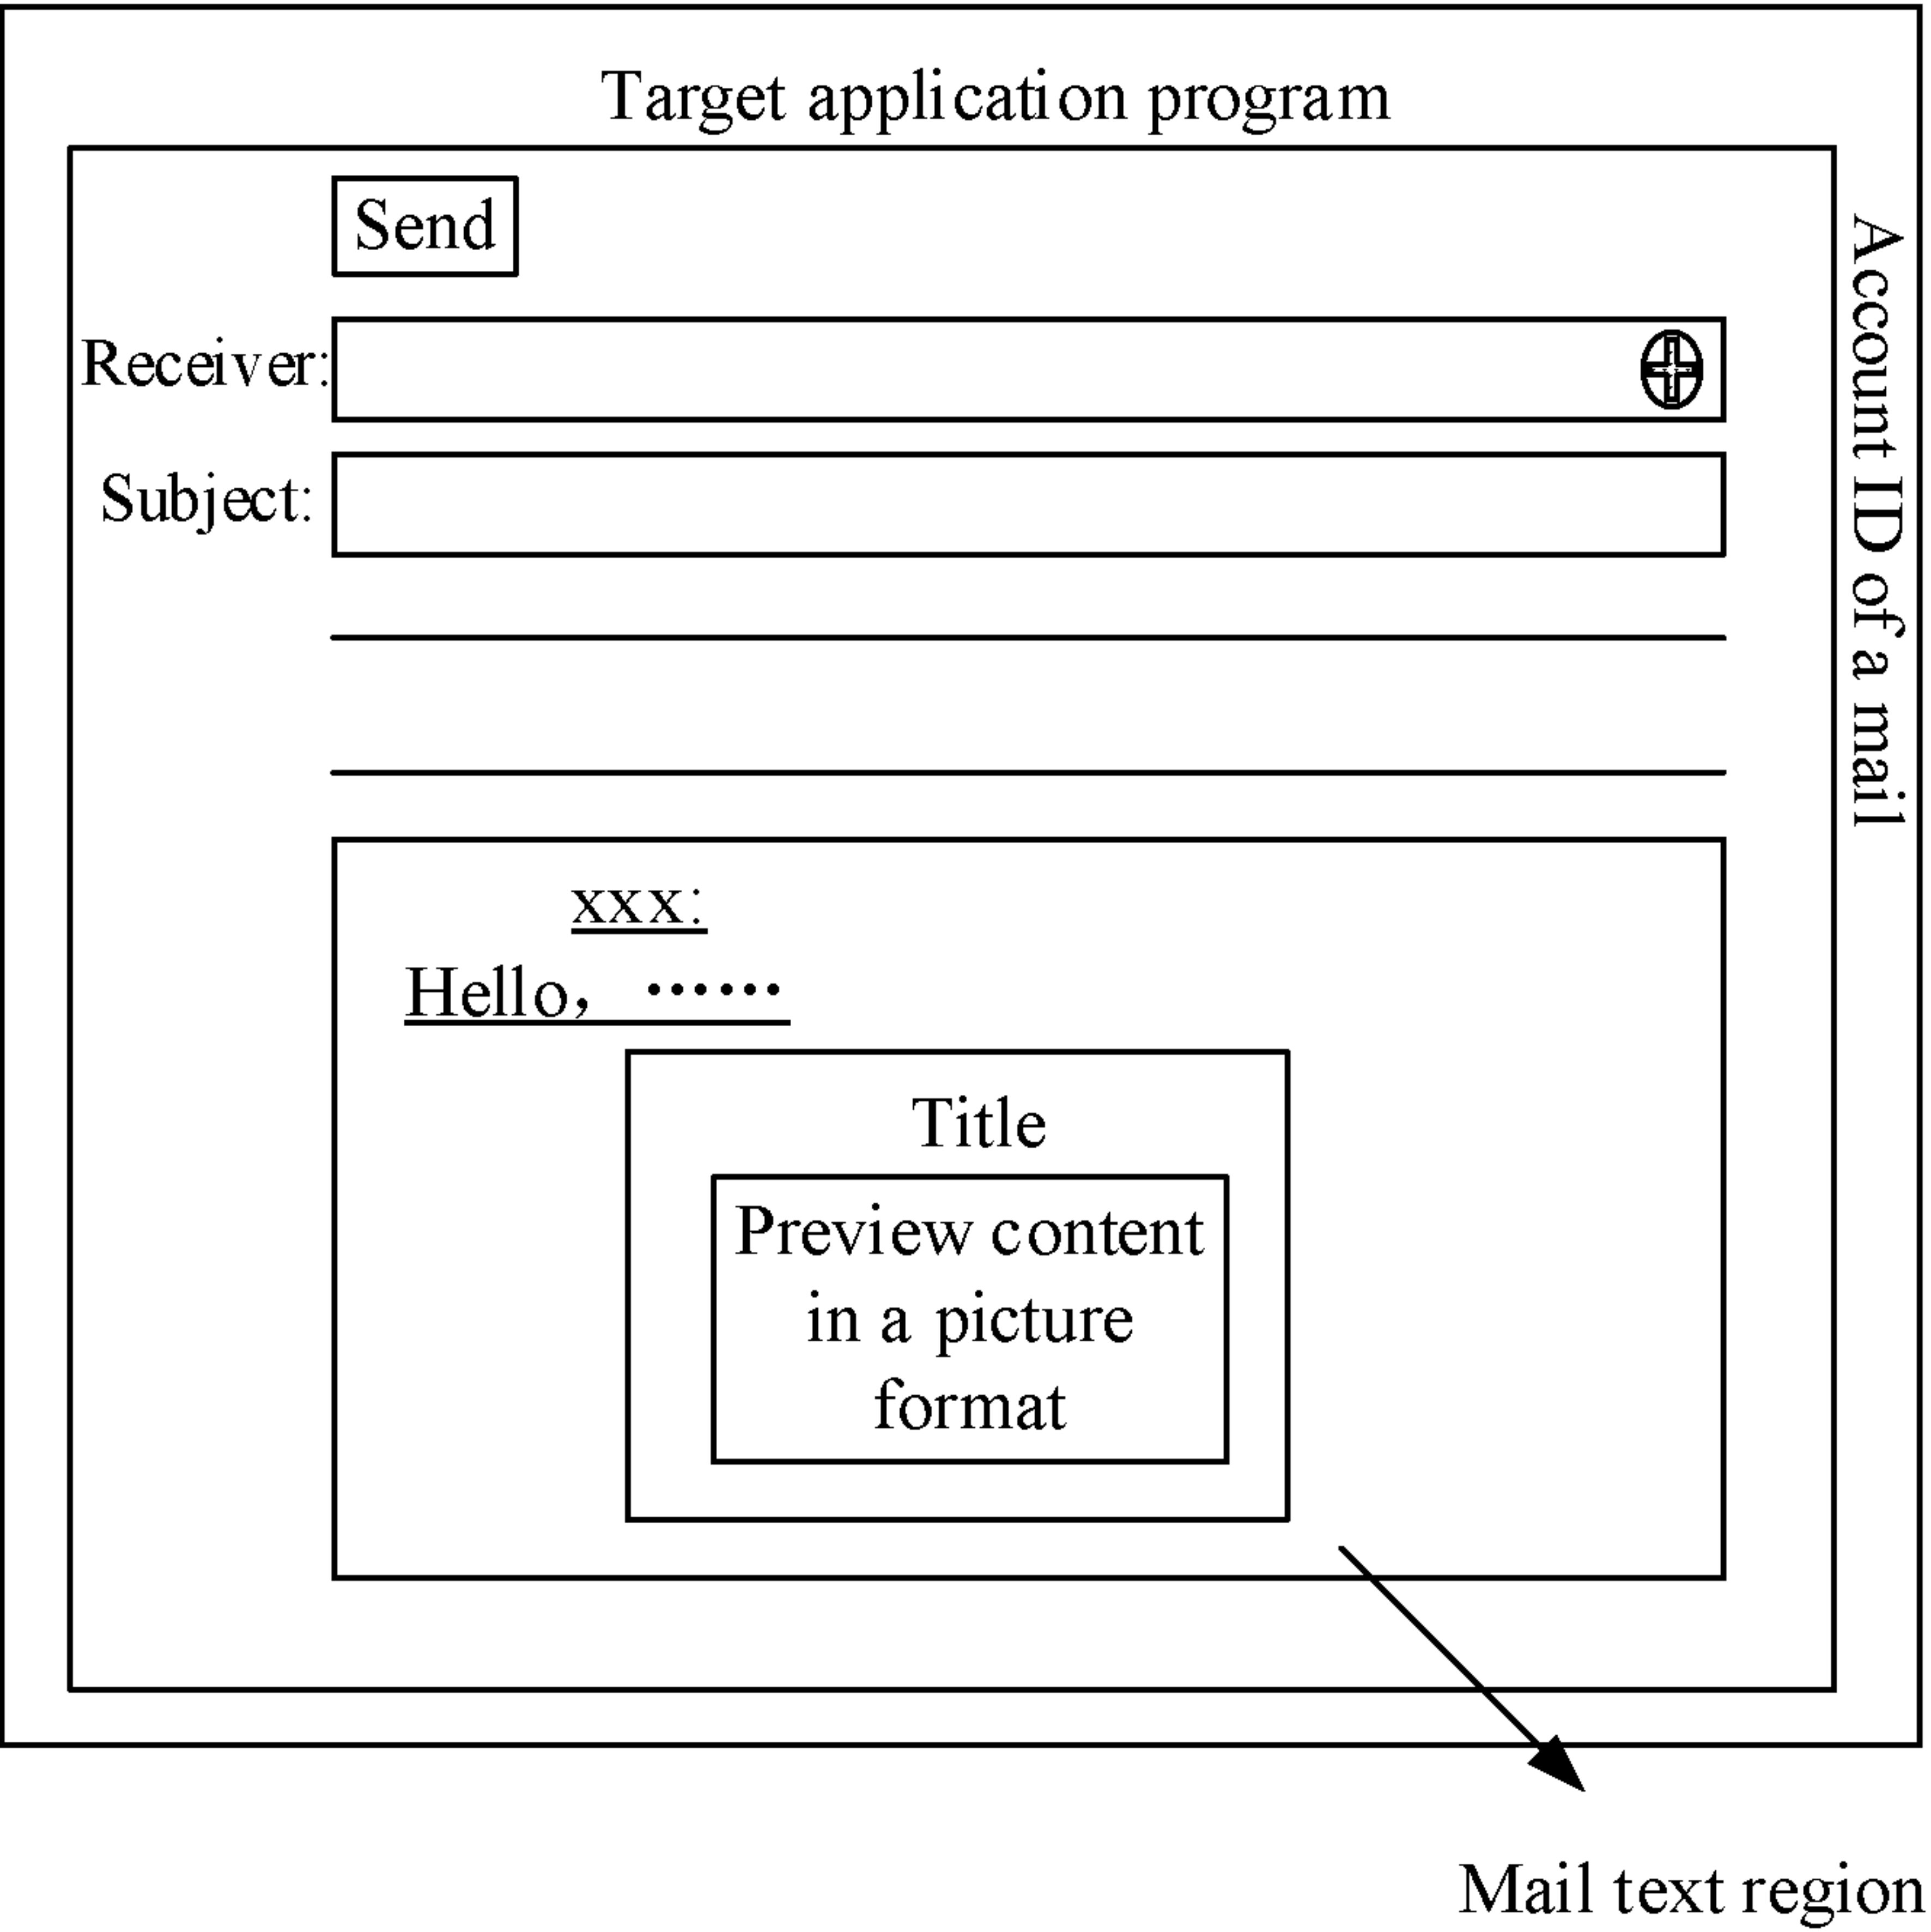 Target application program
Send
Receiver:
Subject:
Account ID of a mail
xxx:
Hello, ······
Title
Preview content
in a picture
format
Mail text region